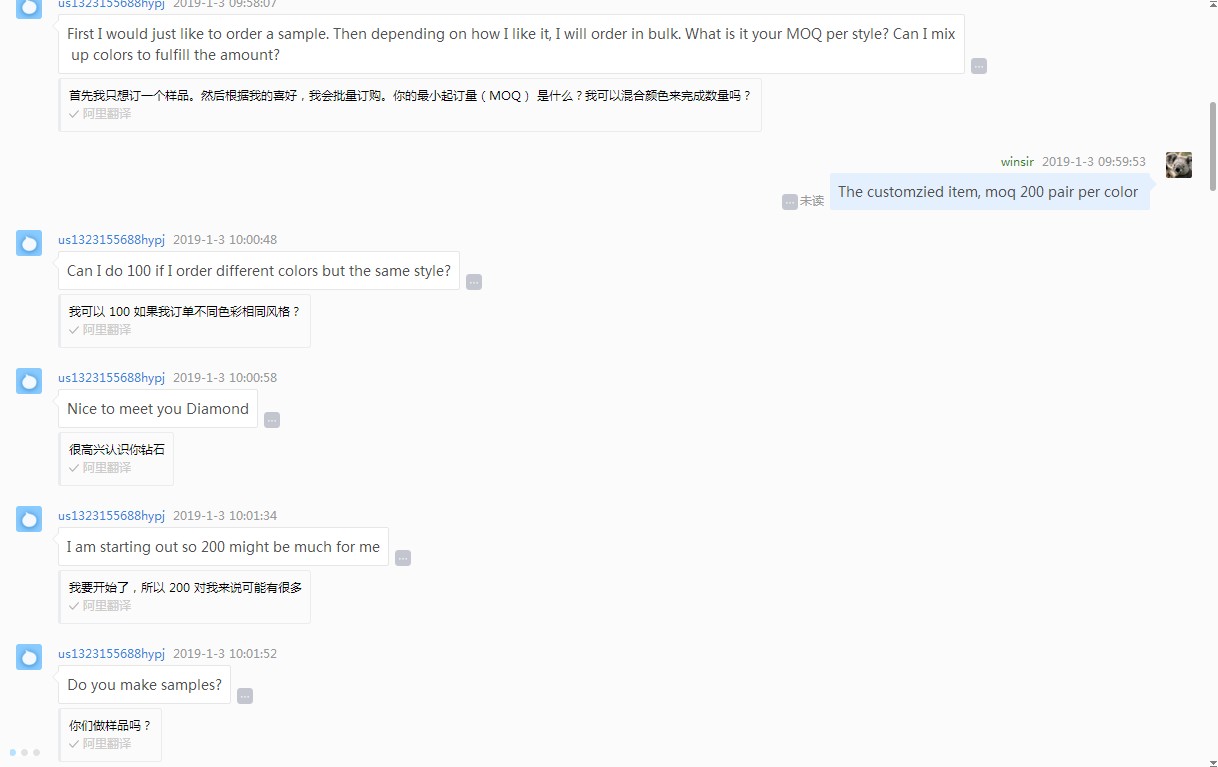 us1323155688hypj 2019-1-3 09:58:07
First I would just like to order a sample. Then depending on how I like it, I will order in bulk. What is it your MOQ per style? Can I mix
up colors to fulfill the amount?
首先我只想订一个样品。然后根据我的喜好，我会批量订购。你的最小起订量（MOQ） 是什么？我可以混合颜色来完成数量吗？
阿里翻译
winsir 2019-1-3 09:59:53
未读 The customzied item, moq 200 pair per color
us1323155688hypj 2019-1-3 10:00:48
Can I do 100 if I order different colors but the same style?
我可以 100 如果我订单不同色彩相同风格？
阿里翻译
us1323155688hypj 2019-1-3 10:00:58
Nice to meet you Diamond
很高兴认识你钻石
阿里翻译
us1323155688hypj 2019-1-3 10:01:34
I am starting out so 200 might be much for me
我要开始了，所以 200 对我来说可能有很多
阿里翻译
us1323155688hypj 2019-1-3 10:01:52
Do you make samples?
你们做样品吗？
阿里翻译